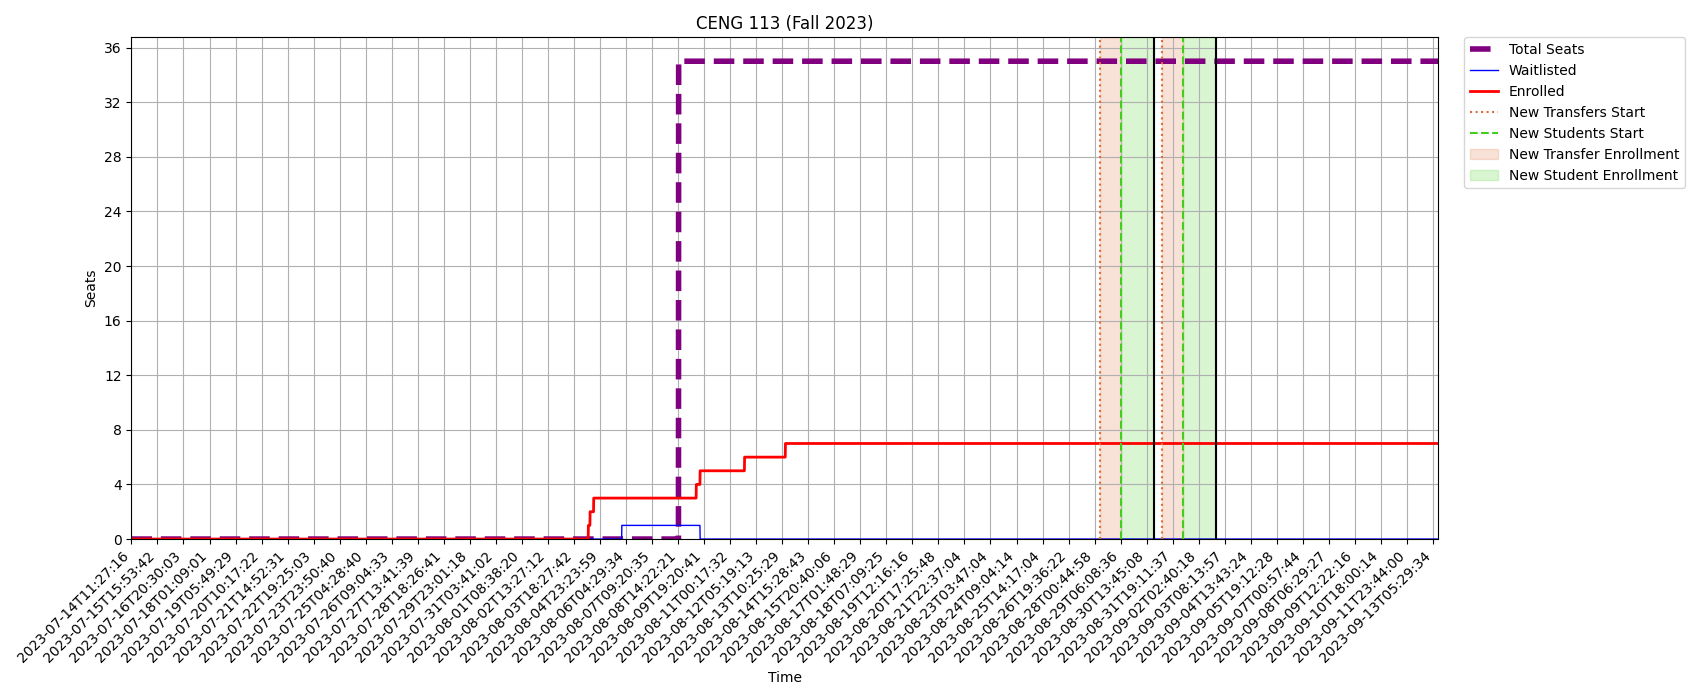 CENG 113 (Fall 2023)
36
32
28
24
20
16
12
8
4
0
Seats
Total Seats
Waitlisted
Enrolled
New Transfers Start
New Students Start
New Transfer Enrollment
New Student Enrollment
2023-07-14T11:27:16
2023-07-15T15:53:42
2023-07-16T20:30:03
2023-07-18T01:09:01
2023-07-19T05:49:29
2023-07-20T10:17:22
2023-07-21T14:52:31
2023-07-22T19:25:03
2023-07-23T23:50:40
2023-07-25T04:28:40
2023-07-26T09:04:33
2023-07-27T13:41:39
2023-07-28T18:26:41
2023-07-29T23:01:18
2023-07-31T03:41:02
2023-08-01T08:38:20
2023-08-02T13:27:12
2023-08-03T18:27:42
2023-08-04T23:23:59
2023-08-06T04:29:34
2023-08-07T09:20:35
2023-08-08T14:22:21
2023-08-09T19:20:41
2023-08-11T00:17:32
2023-08-12T05:19:13
2023-08-13T10:25:29
2023-08-14T15:28:43
2023-08-15T20:40:06
2023-08-17T01:48:29
2023-08-18T07:09:25
2023-08-19T12:16:16
2023-08-20T17:25:48
2023-08-21T22:37:04
2023-08-23T03:47:04
2023-08-24T09:04:14
2023-08-25T14:17:04
2023-08-26T19:36:22
2023-08-28T00:44:58
2023-08-29T06:08:36
2023-08-30T13:45:08
2023-08-31T19:11:37
2023-09-02T02:40:18
2023-09-03T08:13:57
2023-09-04T13:43:24
2023-09-05T19:12:28
2023-09-07T00:57:44
2023-09-08T06:29:27
2023-09-09T12:22:16
2023-09-10T18:00:14
2023-09-11T23:44:00
2023-09-13T05:29:34
Time